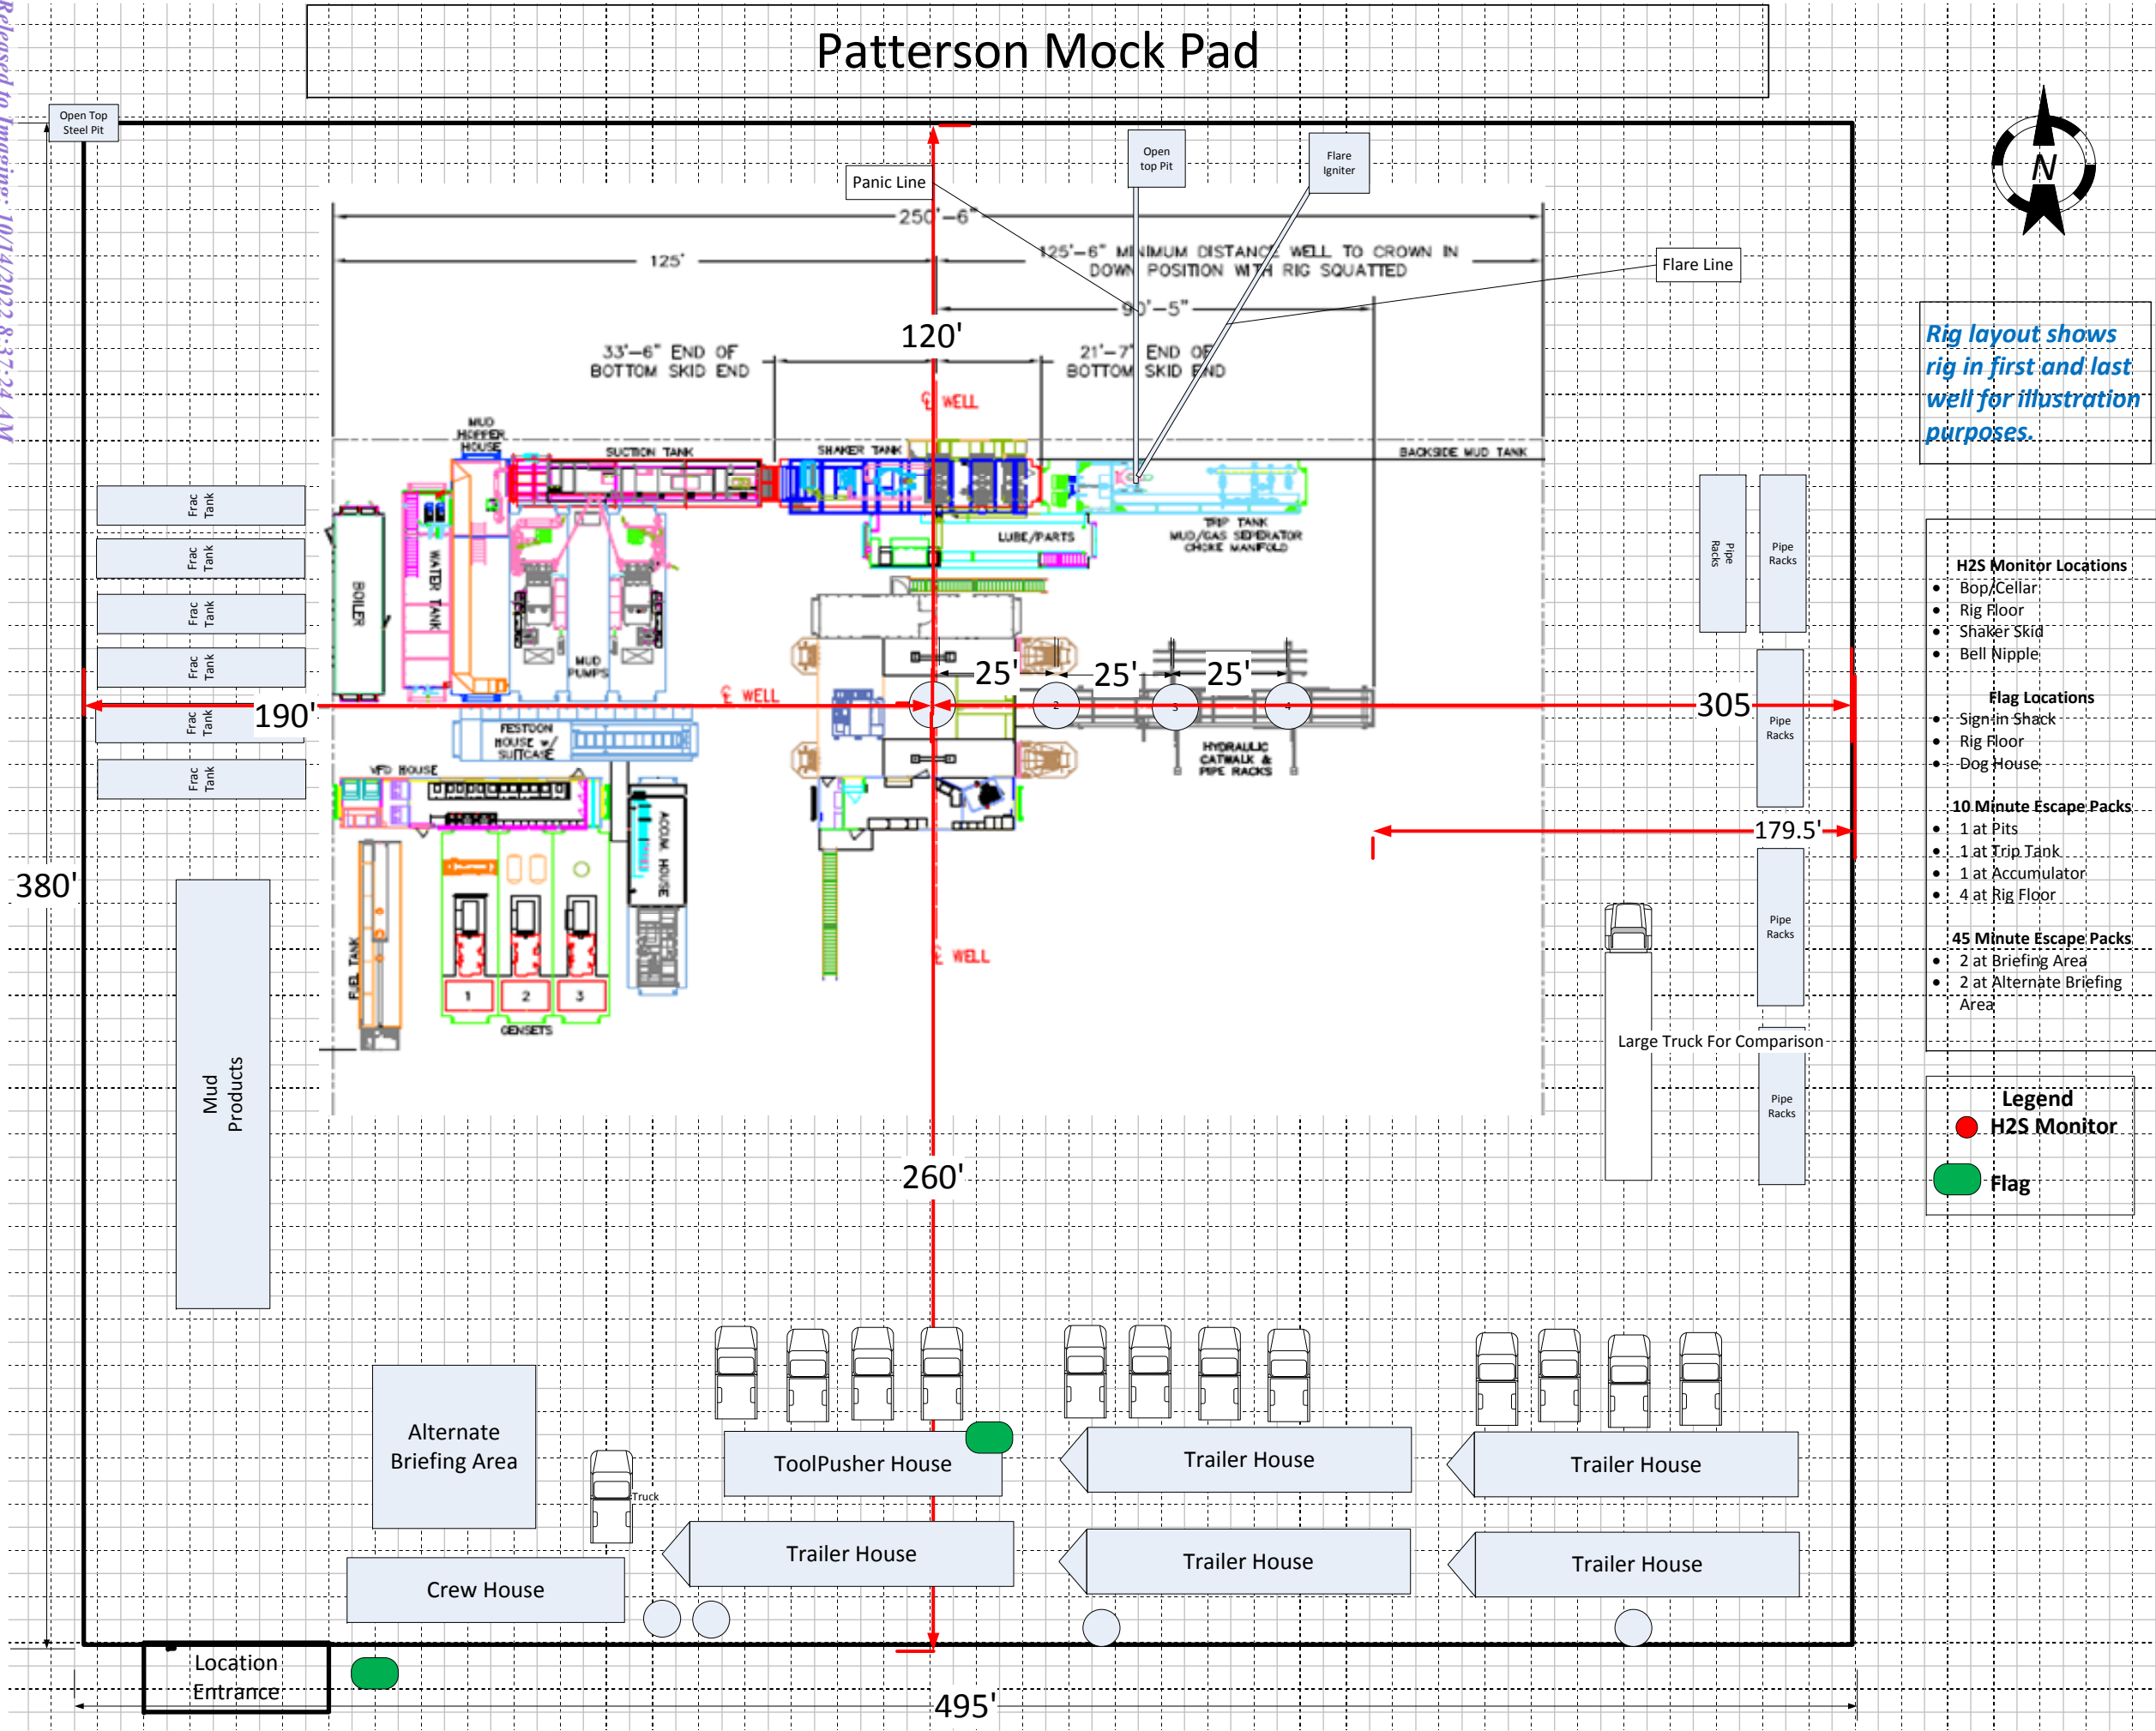 Released to Imaging: 10/14/2022 8:37:24 AM
Patterson Mock Pad
Open Top
Steel Pit
Open
top Pit
Flare
Igniter
N
Panic Line
250'-6"
125'
125'-6" MINIMUM DISTANCE WELL TO CROWN IN
DOWN POSITION WITH RIG SQUATTED
Flare Line
90'-5"
120'
33'-6" END OF
BOTTOM SKID END
21'-7" END OF
BOTTOM SKID END
Rig layout shows
rig in first and last
well for illustration
purposes.
℄ WELL
MUD
HOPPER
HOUSE
SUCTION TANK
SHAKER TANK
BACKSIDE MUD TANK
Frac
Tank
Frac
Tank
Frac
Tank
Frac
Tank
Frac
Tank
Frac
Tank
BOILER
WATER TANK
MUD
PUMPS
LUBE/PARTS
TRIP TANK
MUD/GAS SEPERATOR
CHOKE MANIFOLD
Pipe
Racks
Pipe
Racks
25'
25'
25'
℄ WELL
190'
2
3
4
305
Pipe
Racks
FESTOON
HOUSE w/
SUITCASE
HYDRAULIC
CATWALK &
PIPE RACKS
VFD HOUSE
179.5'
ACCUM. HOUSE
380'
FUEL TANK
℄ WELL
1
2
3
GENSETS
Pipe
Racks
Large Truck For Comparison
Pipe
Racks
Mud
Products
260'
H2S Monitor Locations
• Bop/Cellar
• Rig Floor
• Shaker Skid
• Bell Nipple
Flag Locations
• Sign in Shack
• Rig Floor
• Dog House
10 Minute Escape Packs
• 1 at Pits
• 1 at Trip Tank
• 1 at Accumulator
• 4 at Rig Floor
45 Minute Escape Packs
• 2 at Briefing Area
• 2 at Alternate Briefing
Area
Legend
H2S Monitor
Flag
Alternate
Briefing Area
Truck
ToolPusher House
Trailer House
Trailer House
Crew House
Trailer House
Trailer House
Trailer House
Location
Entrance
495'